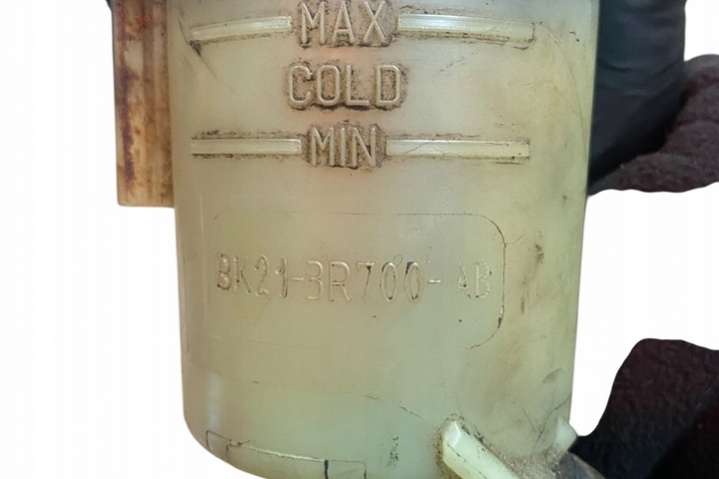 MAX
COLD
MIN
BK21-3R700-AB